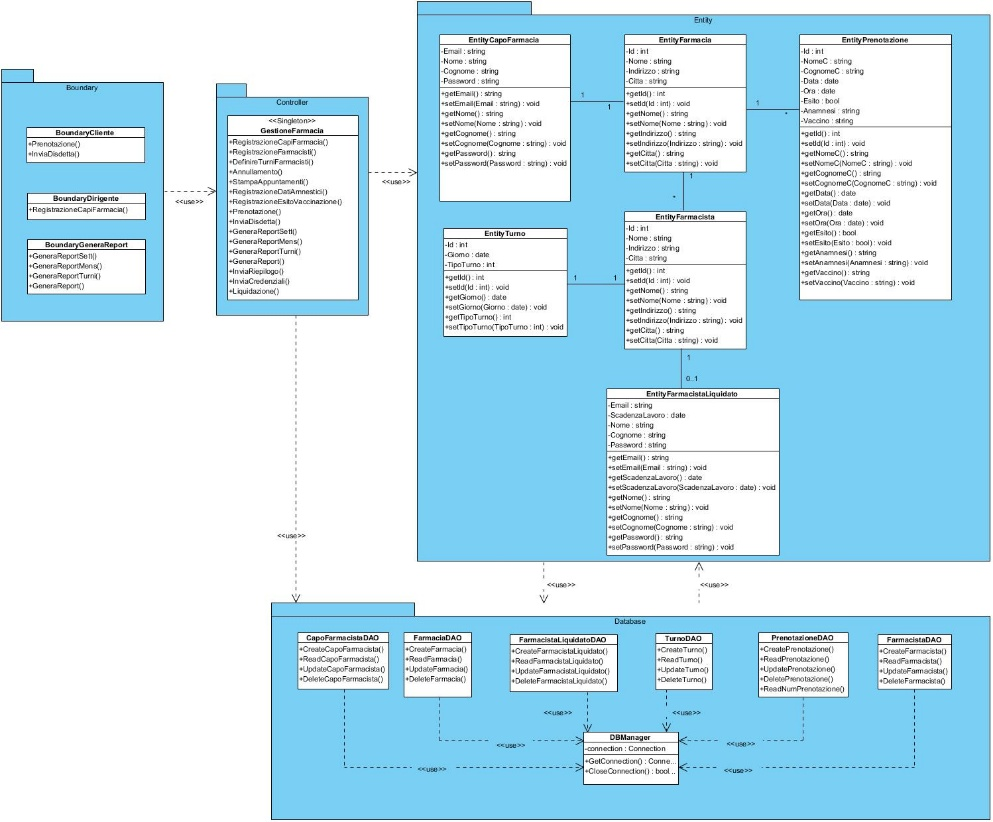 Boundary
BoundaryCliente
+Prenotazione()
+InviaDisdetta()
BoundaryDirigente
+RegistrazioneCapiFarmacia()
BoundaryGeneraReport
+GeneraReportSett()
+GeneraReportMens()
+GeneraReportTurni()
+GeneraReport()
<<use>>
Controller
<<Singleton>>
GestioneFarmacia
+RegistrazioneCapiFarmacia()
+RegistrazioneFarmacisti()
+DefinireTurniFarmacisti()
+Annullamento()
+StampaAppuntamenti()
+RegistrazioneDatiAmnestici()
+RegistrazioneEsitoVaccinazione()
+Prenotazione()
+InviaDisdetta()
+GeneraReportSett()
+GeneraReportMens()
+GeneraReportTurni()
+GeneraReport()
+InviaRiepilogo()
+InviaCredenziali()
+Liquidazione()
<<use>>
<<use>>
Entity
EntityCapoFarmacia
-Email : string
-Nome : string
-Cognome : string
-Password : string
+getEmail() : string
+setEmail(Email : string) : void
+getNome() : string
+setNome(Nome : string) : void
+getCognome() : string
+setCognome(Cognome : string) : void
+getPassword() : string
+setPassword(Password : string) : void
1
1
EntityFarmacia
-Id : int
-Nome : string
-Indirizzo : string
-Citta : string
+getId() : int
+setId(Id : int) : void
+getNome() : string
+setNome(Nome : string) : void
+getIndirizzo() : string
+setIndirizzo(Indirizzo : string) : void
+getCitta() : string
+setCitta(Citta : string) : void
1
*
1
*
EntityPrenotazione
-Id : int
-NomeC : string
-CognomeC : string
-Data : date
-Ora : date
-Esito : bool
-Anamnesi : string
-Vaccino : string
+getId() : int
+setId(Id : int) : void
+getNomeC() : string
+setNomeC(NomeC : string) : void
+getCognomeC() : string
+setCognomeC(CognomeC : string) : void
+getData() : date
+setData(Data : date) : void
+getOra() : date
+setOra(Ora : date) : void
+getEsito() : bool
+setEsito(Esito : bool) : void
+getAnamnesi() : string
+setAnamnesi(Anamnesi : string) : void
+getVaccino() : string
+setVaccino(Vaccino : string) : void
EntityTurno
-Id : int
-Giorno : date
-TipoTurno : int
+getId() : int
+setId(Id : int) : void
+getGiorno() : date
+setGiorno(Giorno : date) : void
+getTipoTurno() : int
+setTipoTurno(TipoTurno : int) : void
1
1
EntityFarmacista
-Id : int
-Nome : string
-Indirizzo : string
-Citta : string
+getId() : int
+setId(Id : int) : void
+getNome() : string
+setNome(Nome : string) : void
+getIndirizzo() : string
+setIndirizzo(Indirizzo : string) : void
+getCitta() : string
+setCitta(Citta : string) : void
1
0..1
EntityFarmacistaLiquidato
-Email : string
-ScadenzaLavoro : date
-Nome : string
-Cognome : string
-Password : string
+getEmail() : string
+setEmail(Email : string) : void
+getScadenzaLavoro() : date
+setScadenzaLavoro(ScadenzaLavoro : date) : void
+getNome() : string
+setNome(Nome : string) : void
+getCognome() : string
+setCognome(Cognome : string) : void
+getPassword() : string
+setPassword(Password : string) : void
<<use>>
<<use>>
Database
CapoFarmacistaDAO
+CreateCapoFarmacista()
+ReadCapoFarmacista()
+UpdateCapoFarmacista()
+DeleteCapoFarmacista()
FarmaciaDAO
+CreateFarmacia()
+ReadFarmacia()
+UpdateFarmacia()
+DeleteFarmacia()
FarmacistaLiquidatoDAO
+CreateFarmacistaLiquidato()
+ReadFarmacistaLiquidato()
+UpdateFarmacistaLiquidato()
+DeleteFarmacistaLiquidato()
TurnoDAO
+CreateTurno()
+ReadTurno()
+UpdateTurno()
+DeleteTurno()
PrenotazioneDAO
+CreatePrenotazione()
+ReadPrenotazione()
+UpdatePrenotazione()
+DeletePrenotazione()
+ReadNumPrenotazione()
FarmacistaDAO
+CreateFarmacista()
+ReadFarmacista()
+UpdateFarmacista()
+DeleteFarmacista()
<<use>>
<<use>>
<<use>>
<<use>>
<<use>>
<<use>>
DBManager
-connection : Connection
+GetConnection() : Conne...
+CloseConnection() : bool...